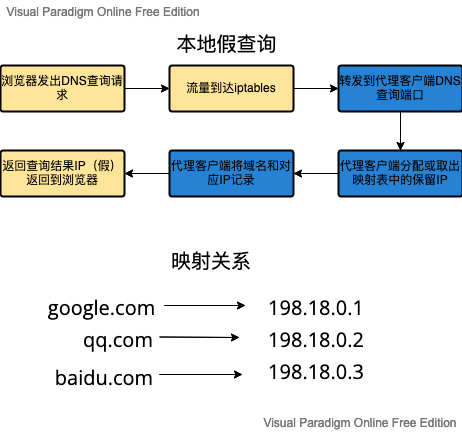 Visual Paradigm Online Free Edition
本地假查询
浏览器发出DNS查询请
求
流量到达iptables
转发到代理客户端DNS
查询端口
返回查询结果IP（假）
返回到浏览器
代理客户端将域名和对
应IP记录
代理客户端分配或取出
映射表中的保留IP
映射关系
google.com
198.18.0.1
qq.com
198.18.0.2
baidu.com
198.18.0.3
Visual Paradigm Online Free Edition